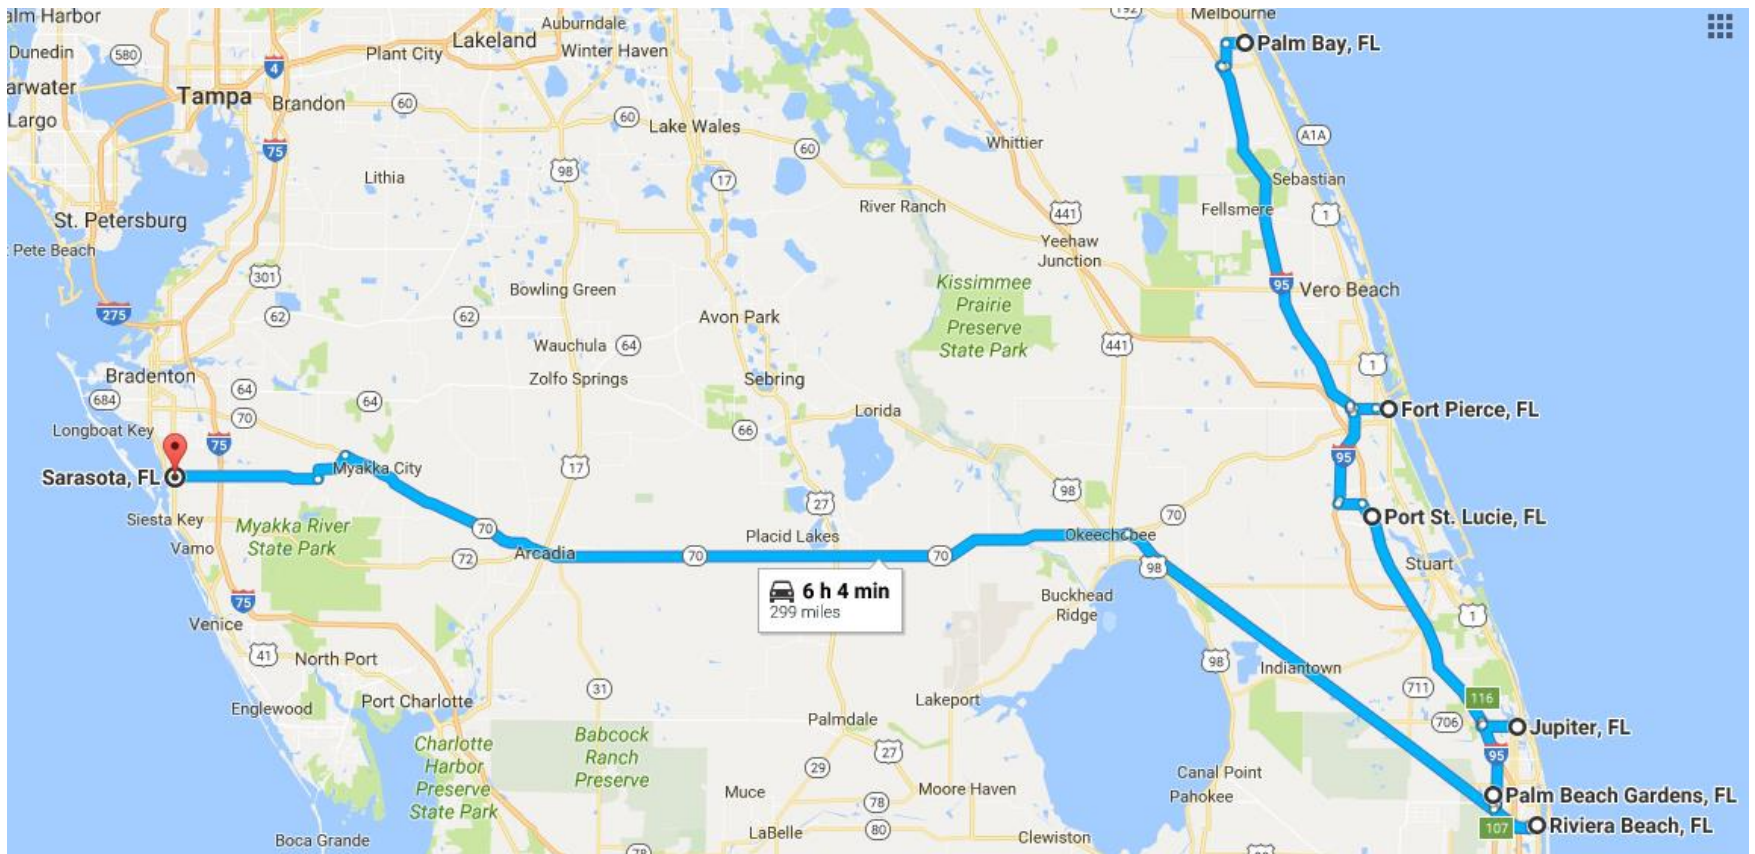 alm Harbor
Auburndale
192
Melbourne
Dunedin
580
4
Plant City
Lakeland
Winter Haven
Palm Bay, FL
arwater
Tampa
Brandon
60
60
Lake Wales
Largo
75
60
Whittier
A1A
Lithia
98
17
Sebastian
St. Petersburg
River Ranch
441
Fellsmere
1
Pete Beach
Yeehaw
Junction
301
Kissimmee
Prairie
Preserve
State Park
95
Vero Beach
Bowling Green
275
62
62
Avon Park
Wauchula
64
441
1
Bradenton
Zolfo Springs
Sebring
684
64
70
64
Lorida
Fort Pierce, FL
Longboat Key
75
66
95
Sarasota, FL
Myakka City
17
98
27
70
Port St. Lucie, FL
Siesta Key
Myakka River
State Park
70
Vamo
72
Arcadia
70
Placid Lakes
70
Okeechobee
98
Stuart
6 h 4 min
299 miles
Buckhead
Ridge
75
Venice
1
41
North Port
98
Indiantown
31
711
116
Englewood
Port Charlotte
Lakeport
Palmdale
706
Jupiter, FL
Charlotte
Harbor
Preserve
State Park
Babcock
Ranch
Preserve
27
95
29
Canal Point
Muce
78
Moore Haven
Pahokee
Palm Beach Gardens, FL
LaBelle
80
Clewiston
107
Riviera Beach, FL
Boca Grande
78